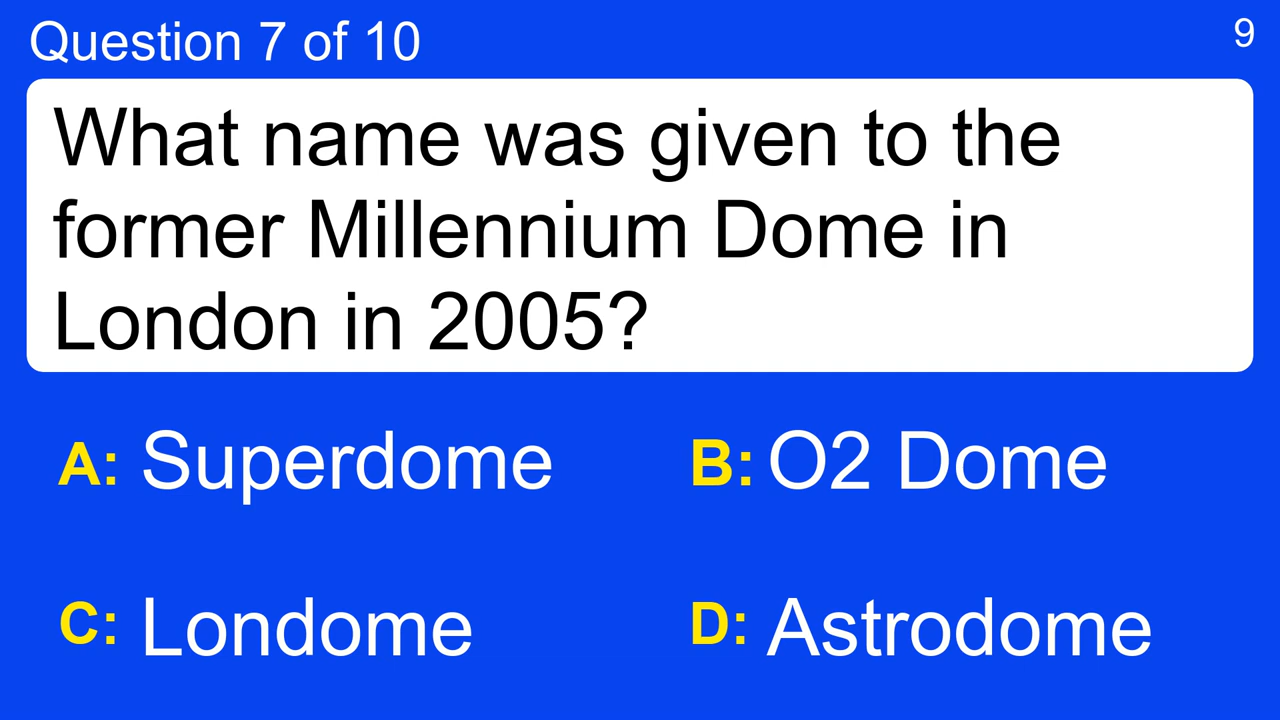 Question 7 of 10
9
What name was given to the
former Millennium Dome in
London in 2005?
A: Superdome
B: O2 Dome
C: Londome
D: Astrodome